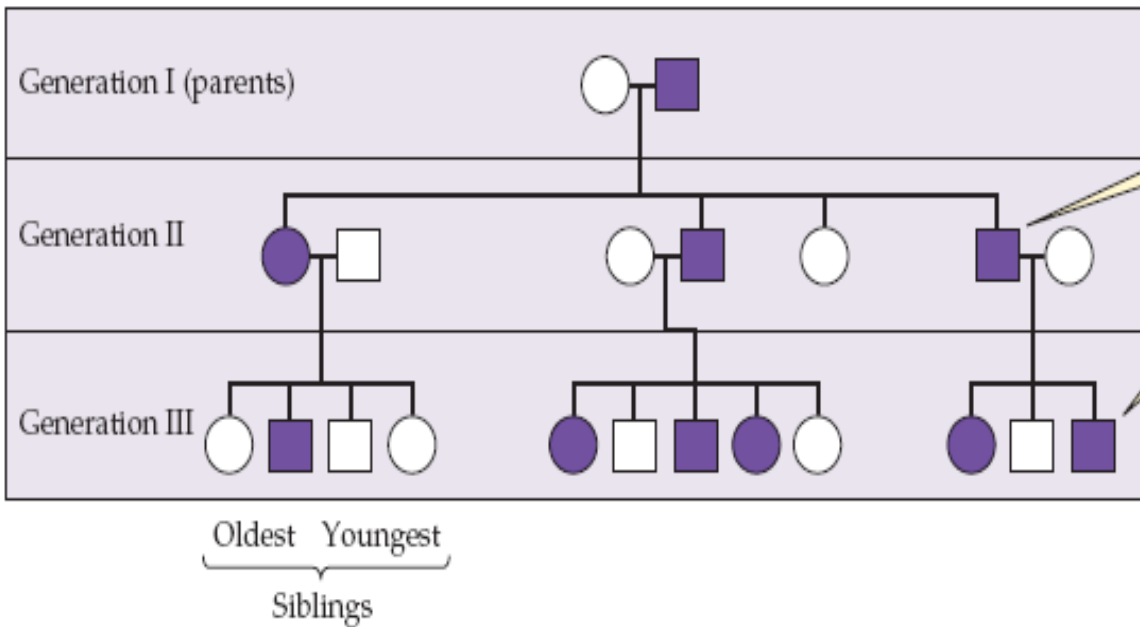 Generation I (parents)
Generation II
Generation III
Oldest Youngest
Siblings